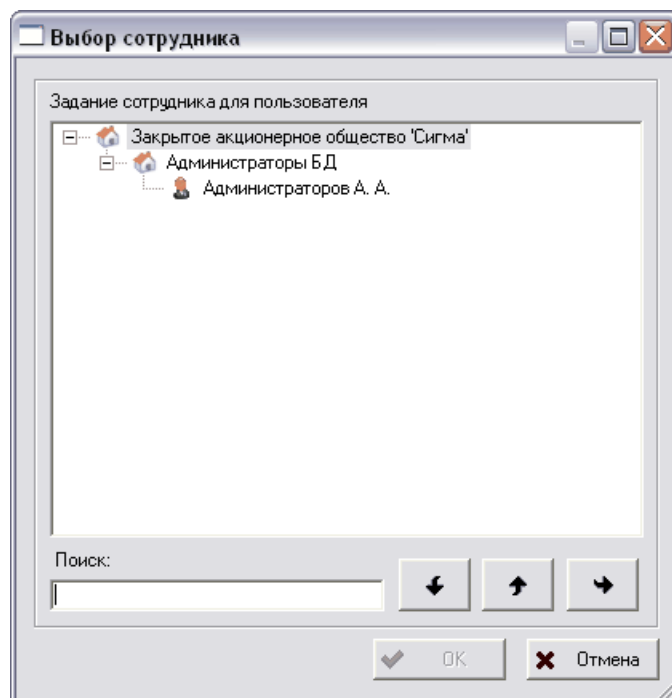 Выбор сотрудника
Задание сотрудника для пользователя
Закрытое акционерное общество 'Сигма'
Администраторы БД
Администраторов А. А.
Поиск:
OK
Отмена